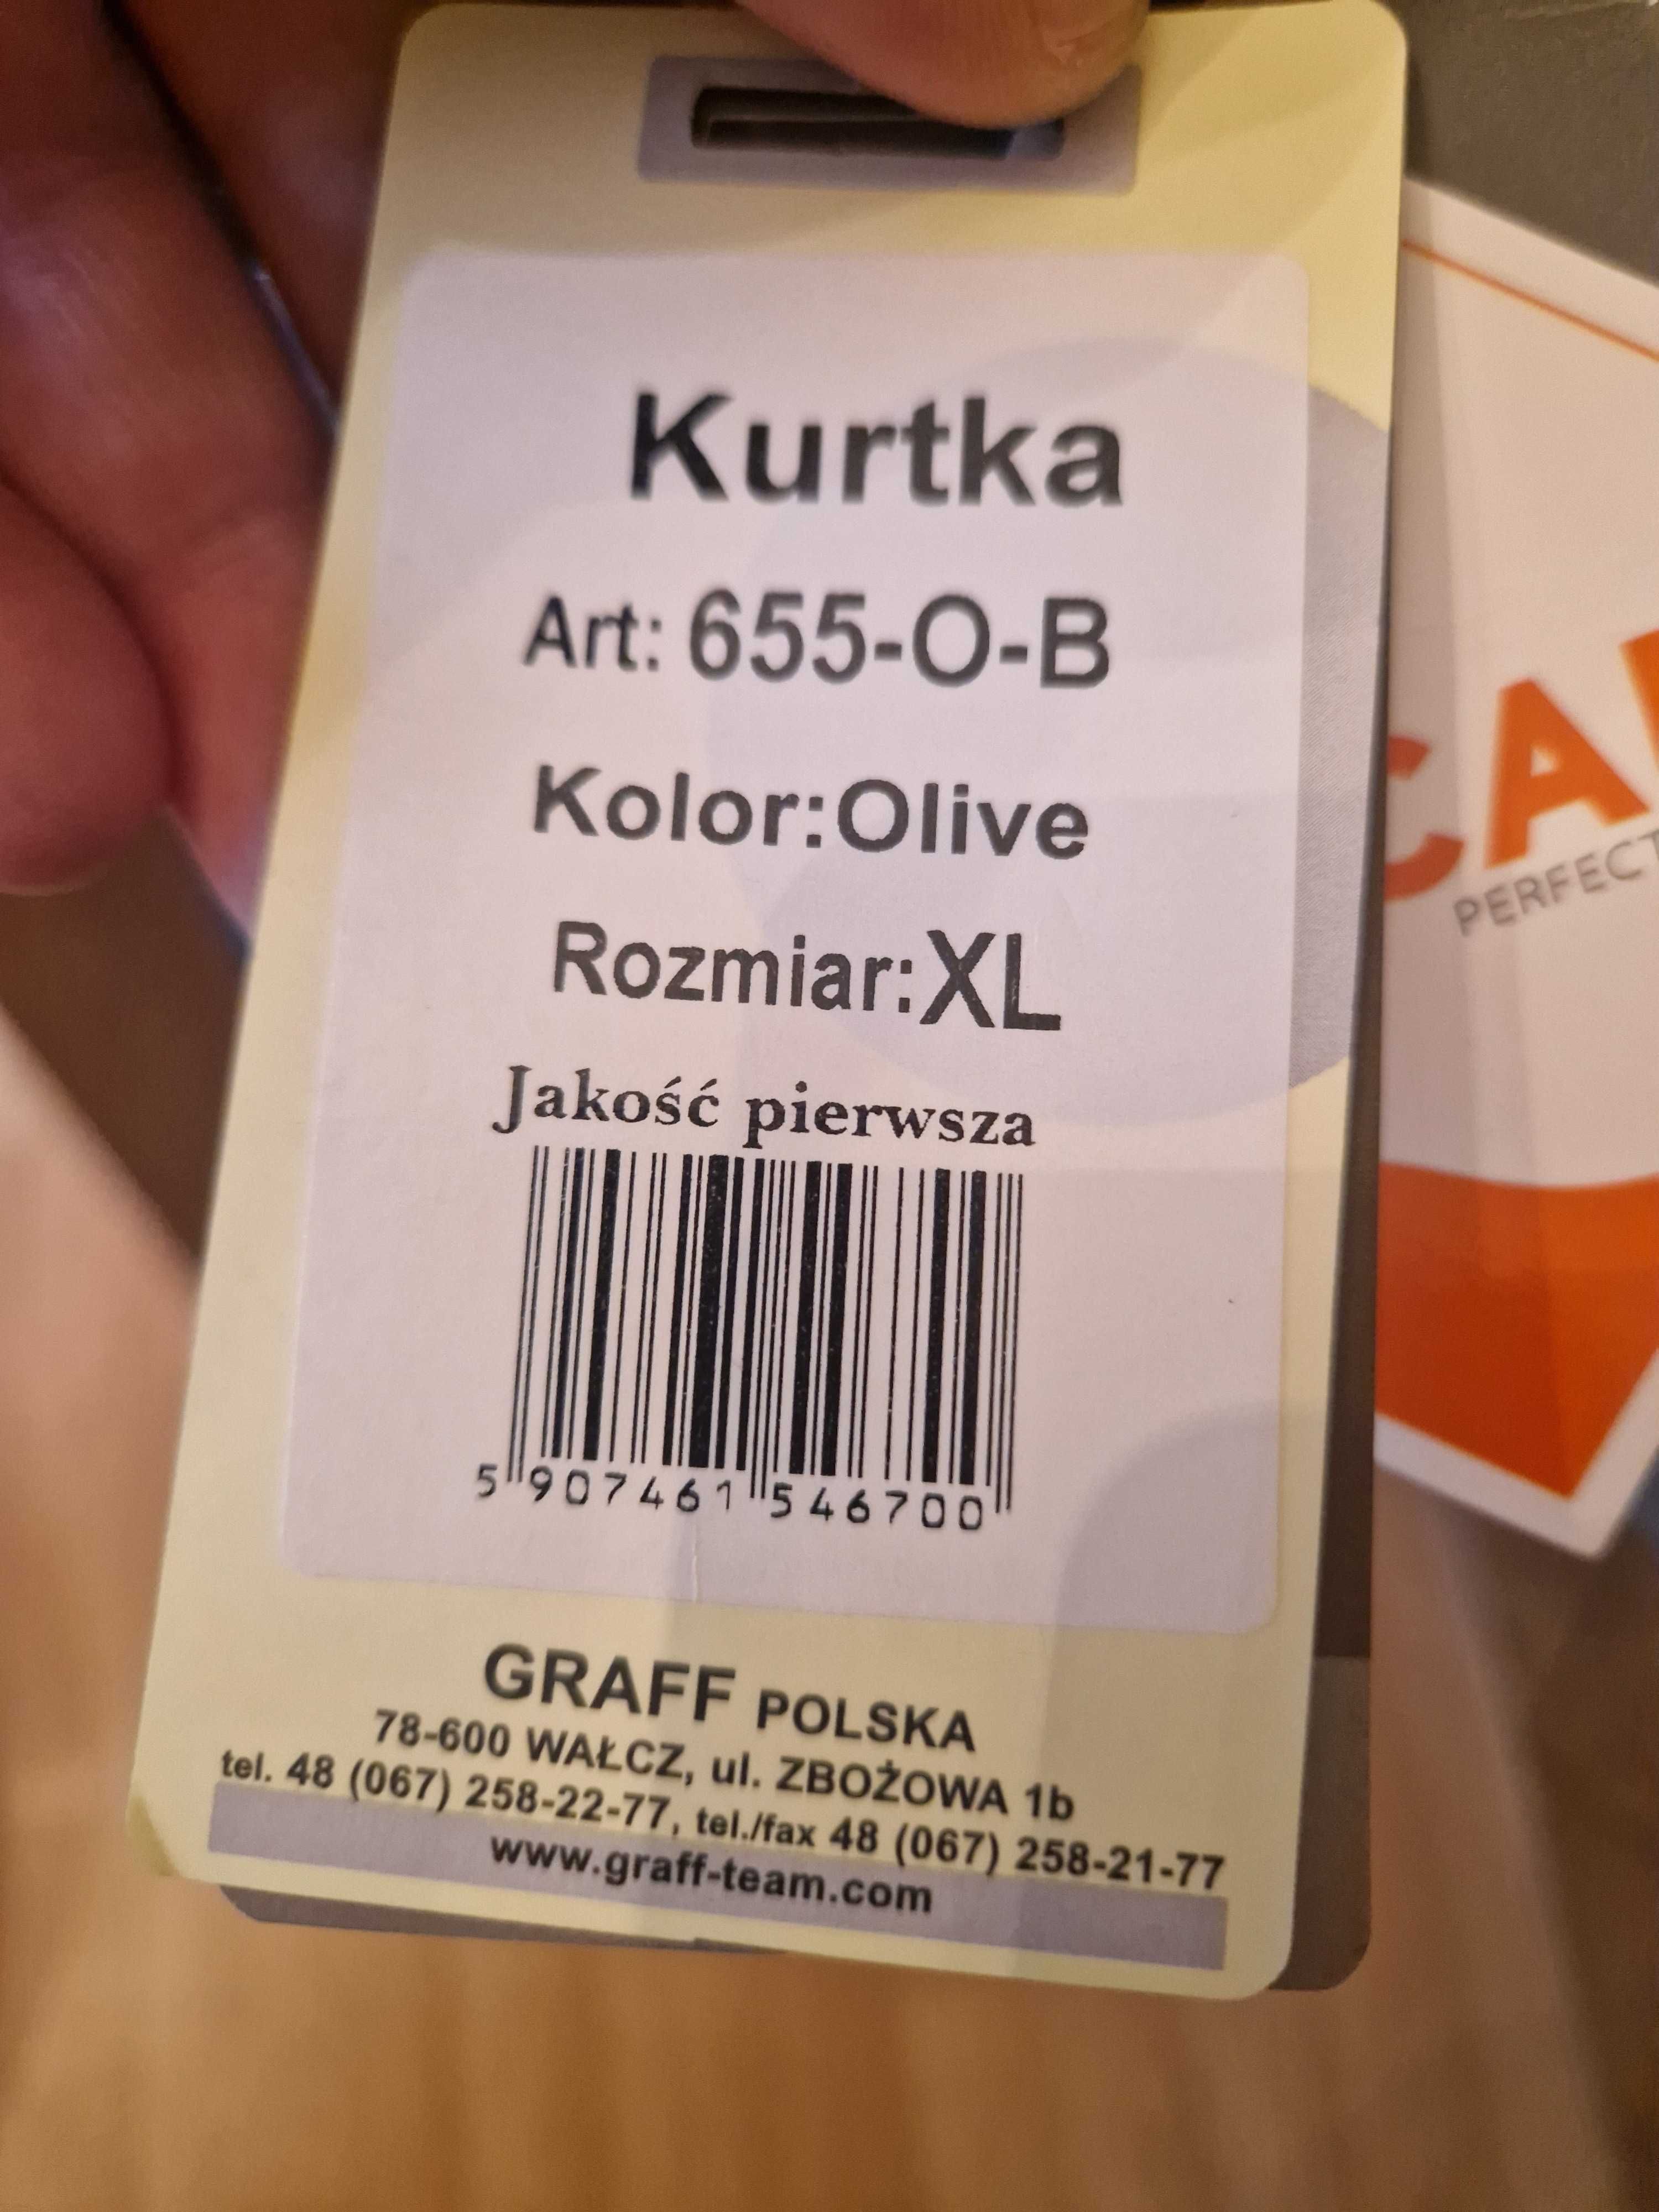 Kurtka
Art: 655-O-B
Kolor:Olive
Rozmiar:XL
Jakość pierwsza
5 907461 546700
GRAFF POLSKA
78-600 WAŁCZ, ul. ZBOŻOWA 1b
tel. 48 (067) 258-22-77, tel./fax 48 (067) 258-21-77
www.graff-team.com
PERFECT